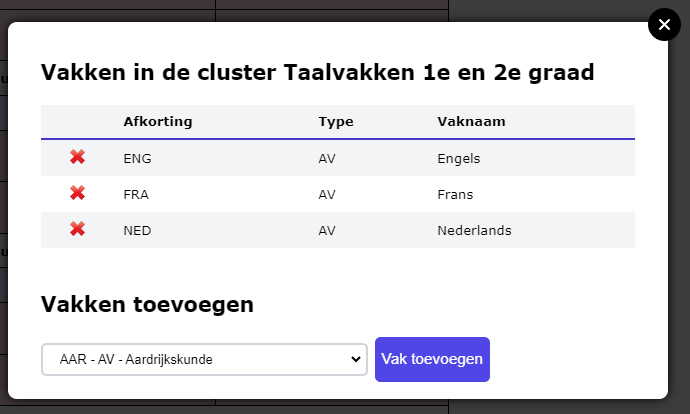 Vakken in de cluster Taalvakken 1e en 2e graad
Afkorting Type Vaknaam
ENG AV Engels
FRA AV Frans
NED AV Nederlands
Vakken toevoegen
AAR - AV - Aardrijkskunde Vak toevoegen